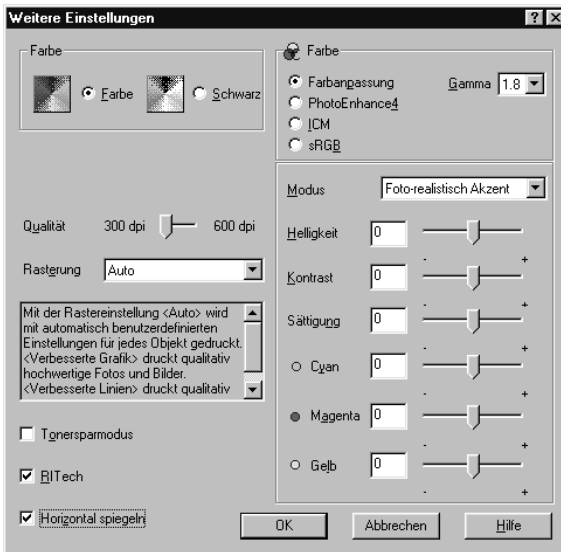 Weitere Einstellungen
Farbe
Farbe
Schwarz
Qualität 300 dpi 600 dpi
Rasterung Auto
Mit der Rastereinstellung <Auto> wird
mit automatisch benutzerdefinierten
Einstellungen für jedes Objekt gedruckt.
<Verbesserte Grafik> druckt qualitativ
hochwertige Fotos und Bilder.
<Verbesserte Linien> druckt qualitativ
Tonersparmodus
RITech
Horizontal spiegeln
Farbe
Farbanpassung
PhotoEnhance4
ICM
sRGB
Gamma 1.8
Modus Foto-realistisch Akzent
Helligkeit 0
- +
Kontrast 0
- +
Sättigung 0
- +
Cyan 0
- +
Magenta 0
- +
Gelb 0
- +
OK Abbrechen Hilfe